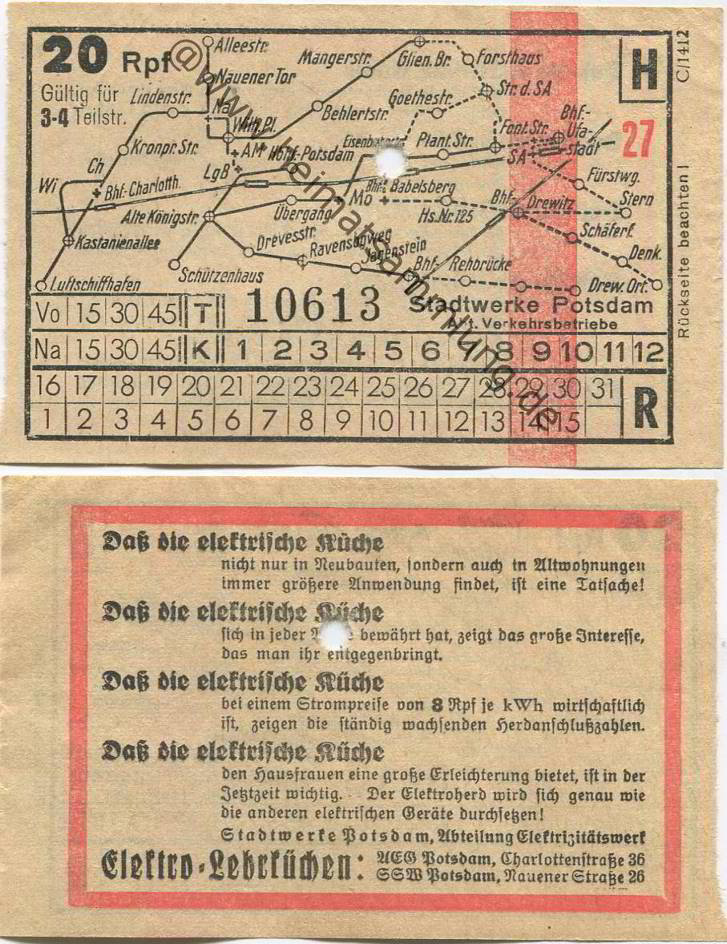 20 Rpf
Gültig für
3-4 Teilstr.
Alleestr.
Nauener Tor
Lindenstr.
Kronpr. Str.
Ch
Wi
Bhf.-Charlotth.
Kastanienallee
Luftschiffhafen
Wilh. Pl.
AM
LgB
Hbhf-Potsdam
Alte Königstr.
Schützenhaus
Übergang
Drevesstr.
Ravensbgweg
Jägerstein
Mangerstr.
Behlertstr.
Glien. Br.
Forsthaus
Goethestr.
Str. d. SA
Plant. Str.
Font. Str.
Bhf.-
Ufa-
stadt
SA
Mo
Bhf.- Babelsberg
Hs. Nr. 125
Bhf.- Drewitz
Fürstwg.
Stern
Schäferf.
Denk.
Bhf.- Rehbrücke
Drew. Ort.
H
27
C/1412
Rückseite beachten!
Vo 15 30 45 T 10613 Stadtwerke Potsdam
Abt. Verkehrsbetriebe
Na 15 30 45 K 1 2 3 4 5 6 7 8 9 10 11 12
16 17 18 19 20 21 22 23 24 25 26 27 28 29 30 31
1 2 3 4 5 6 7 8 9 10 11 12 13 14 15
R
@www.heimatsammlung.de
Daß die elektrische Küche
nicht nur in Neubauten, sondern auch in Altwohnungen
immer größere Anwendung findet, ist eine Tatsache!
Daß die elektrische Küche
sich in jeder bewährt hat, zeigt das große Interesse,
das man ihr entgegenbringt.
Daß die elektrische Küche
bei einem Strompreise von 8 Rpf je kWh wirtschaftlich
ist, zeigen die ständig wachsenden Herdanschlußzahlen.
Daß die elektrische Küche
den Hausfrauen eine große Erleichterung bietet, ist in der
Jetztzeit wichtig. Der Elektroherd wird sich genau wie
die anderen elektrischen Geräte durchsetzen!
Stadtwerke Potsdam, Abteilung Elektrizitätswerk
Elektro-Lehrküchen: AEG Potsdam, Charlottenstraße 36
SSW Potsdam, Nauener Straße 26